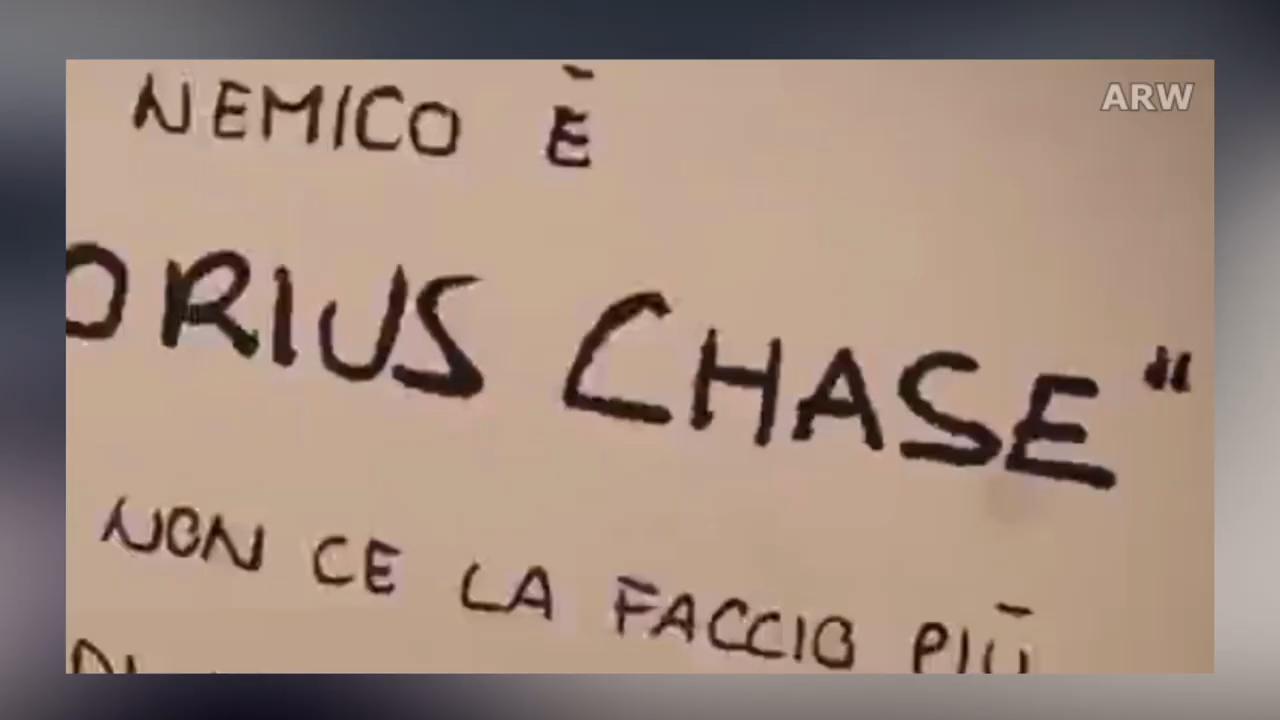 ARW
NEMICO È
ORIUS CHASE"
NON CE LA FACCIO PIÙ